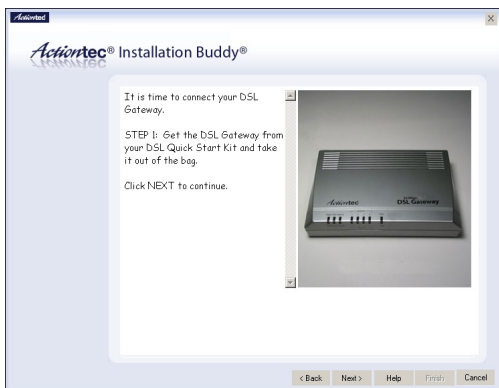 Actiontec
Actiontec® Installation Buddy®
It is time to connect your DSL
Gateway.
STEP 1: Get the DSL Gateway from
your DSL Quick Start Kit and take
it out of the bag.
Click NEXT to continue.
Actiontec
DSL Gateway
< Back
Next >
Help
Finish
Cancel